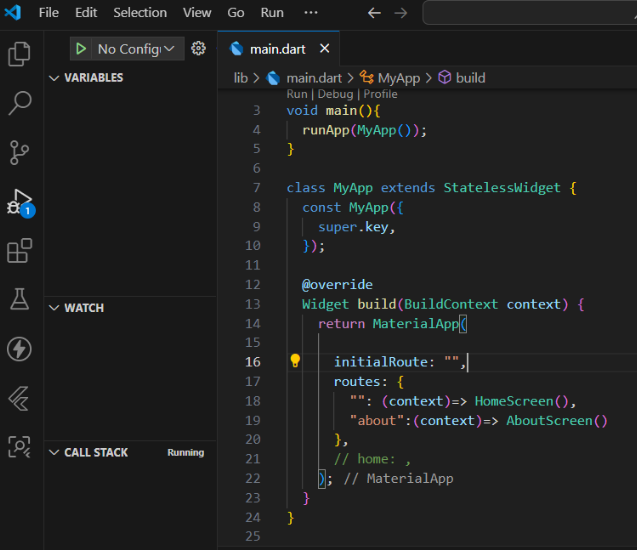 File Edit Selection View Go Run ···
No Config
main.dart
VARIABLES
lib > main.dart > MyApp > build
Run | Debug | Profile
3 void main(){
4 runApp(MyApp());
5 }
6
7 class MyApp extends StatelessWidget {
8 const MyApp({
9 super.key,
10 });
11
12 @override
13 Widget build(BuildContext context) {
14 return MaterialApp(
15
16 initialRoute: "",
17 routes: {
18 "": (context)=> HomeScreen(),
19 "about":(context)=> AboutScreen()
20 },
21 // home: ,
22 ); // MaterialApp
23 }
24 }
25
1
WATCH
CALL STACK Running